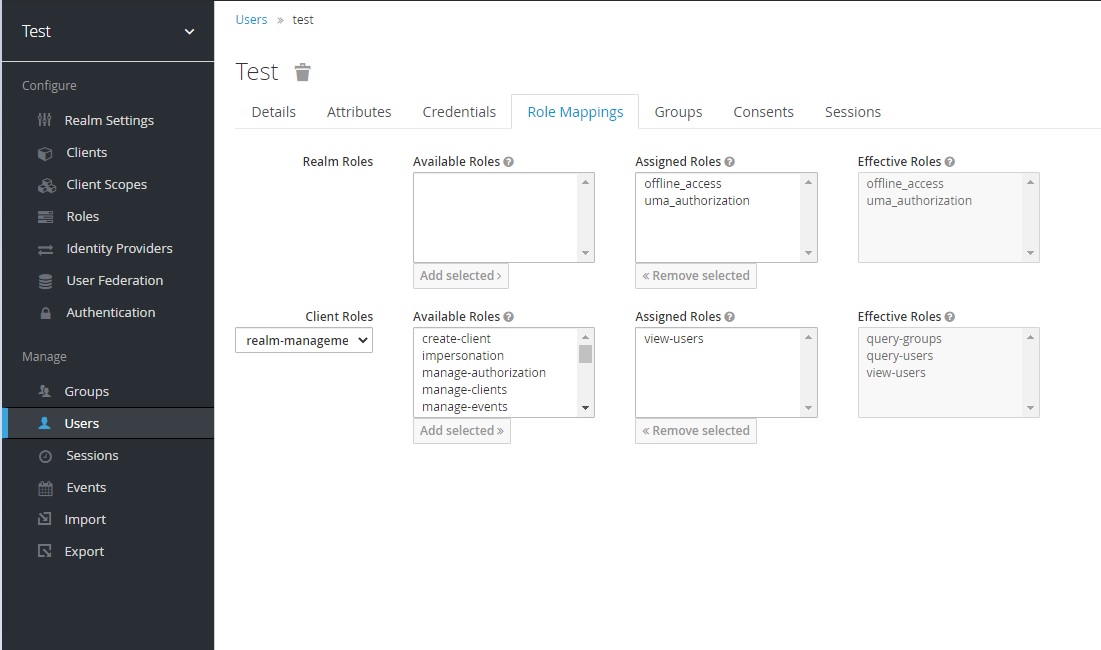 Test
Configure
Realm Settings
Clients
Client Scopes
Roles
Identity Providers
User Federation
Authentication
Manage
Groups
Users
Sessions
Events
Import
Export
Users » test
Test
Details Attributes Credentials Role Mappings Groups Consents Sessions
Realm Roles
Available Roles
Add selected ›
Assigned Roles
offline_access
uma_authorization
« Remove selected
Effective Roles
offline_access
uma_authorization
Client Roles
realm-manageme
Available Roles
create-client
impersonation
manage-authorization
manage-clients
manage-events
Add selected »
Assigned Roles
view-users
« Remove selected
Effective Roles
query-groups
query-users
view-users